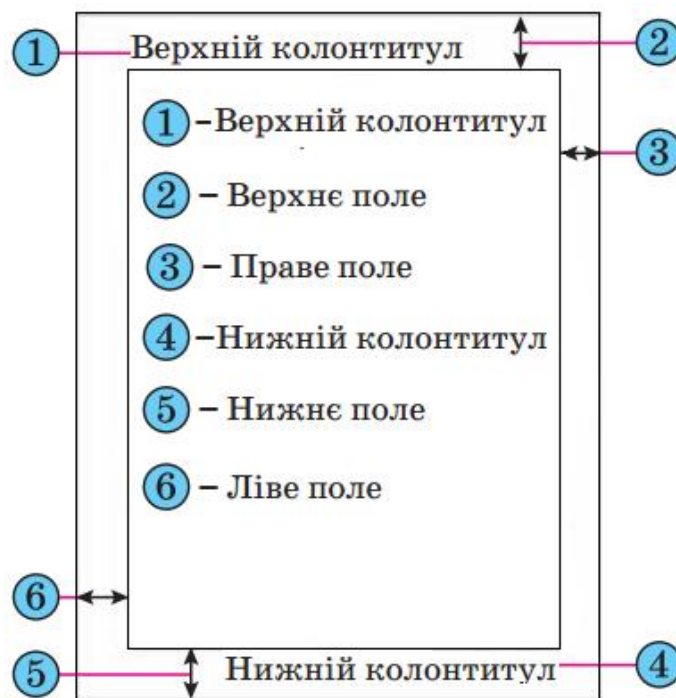 1 Верхній колонтитул 2
1 –Верхній колонтитул
3
2 – Верхнє поле
3 – Праве поле
4 –Нижній колонтитул
5 – Нижнє поле
6 – Ліве поле
6
5 Нижній колонтитул 4